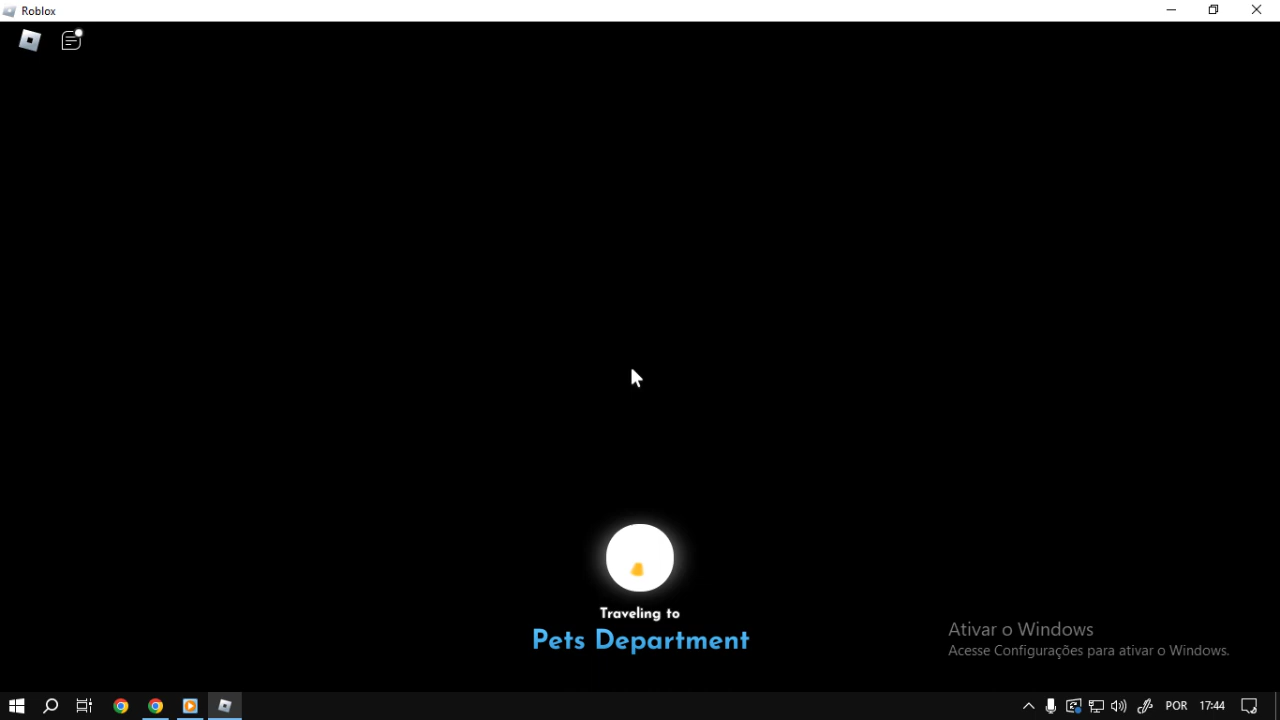 Roblox
Traveling to
Pets Department
Ativar o Windows
Acesse Configurações para ativar o Windows.
POR
17:44